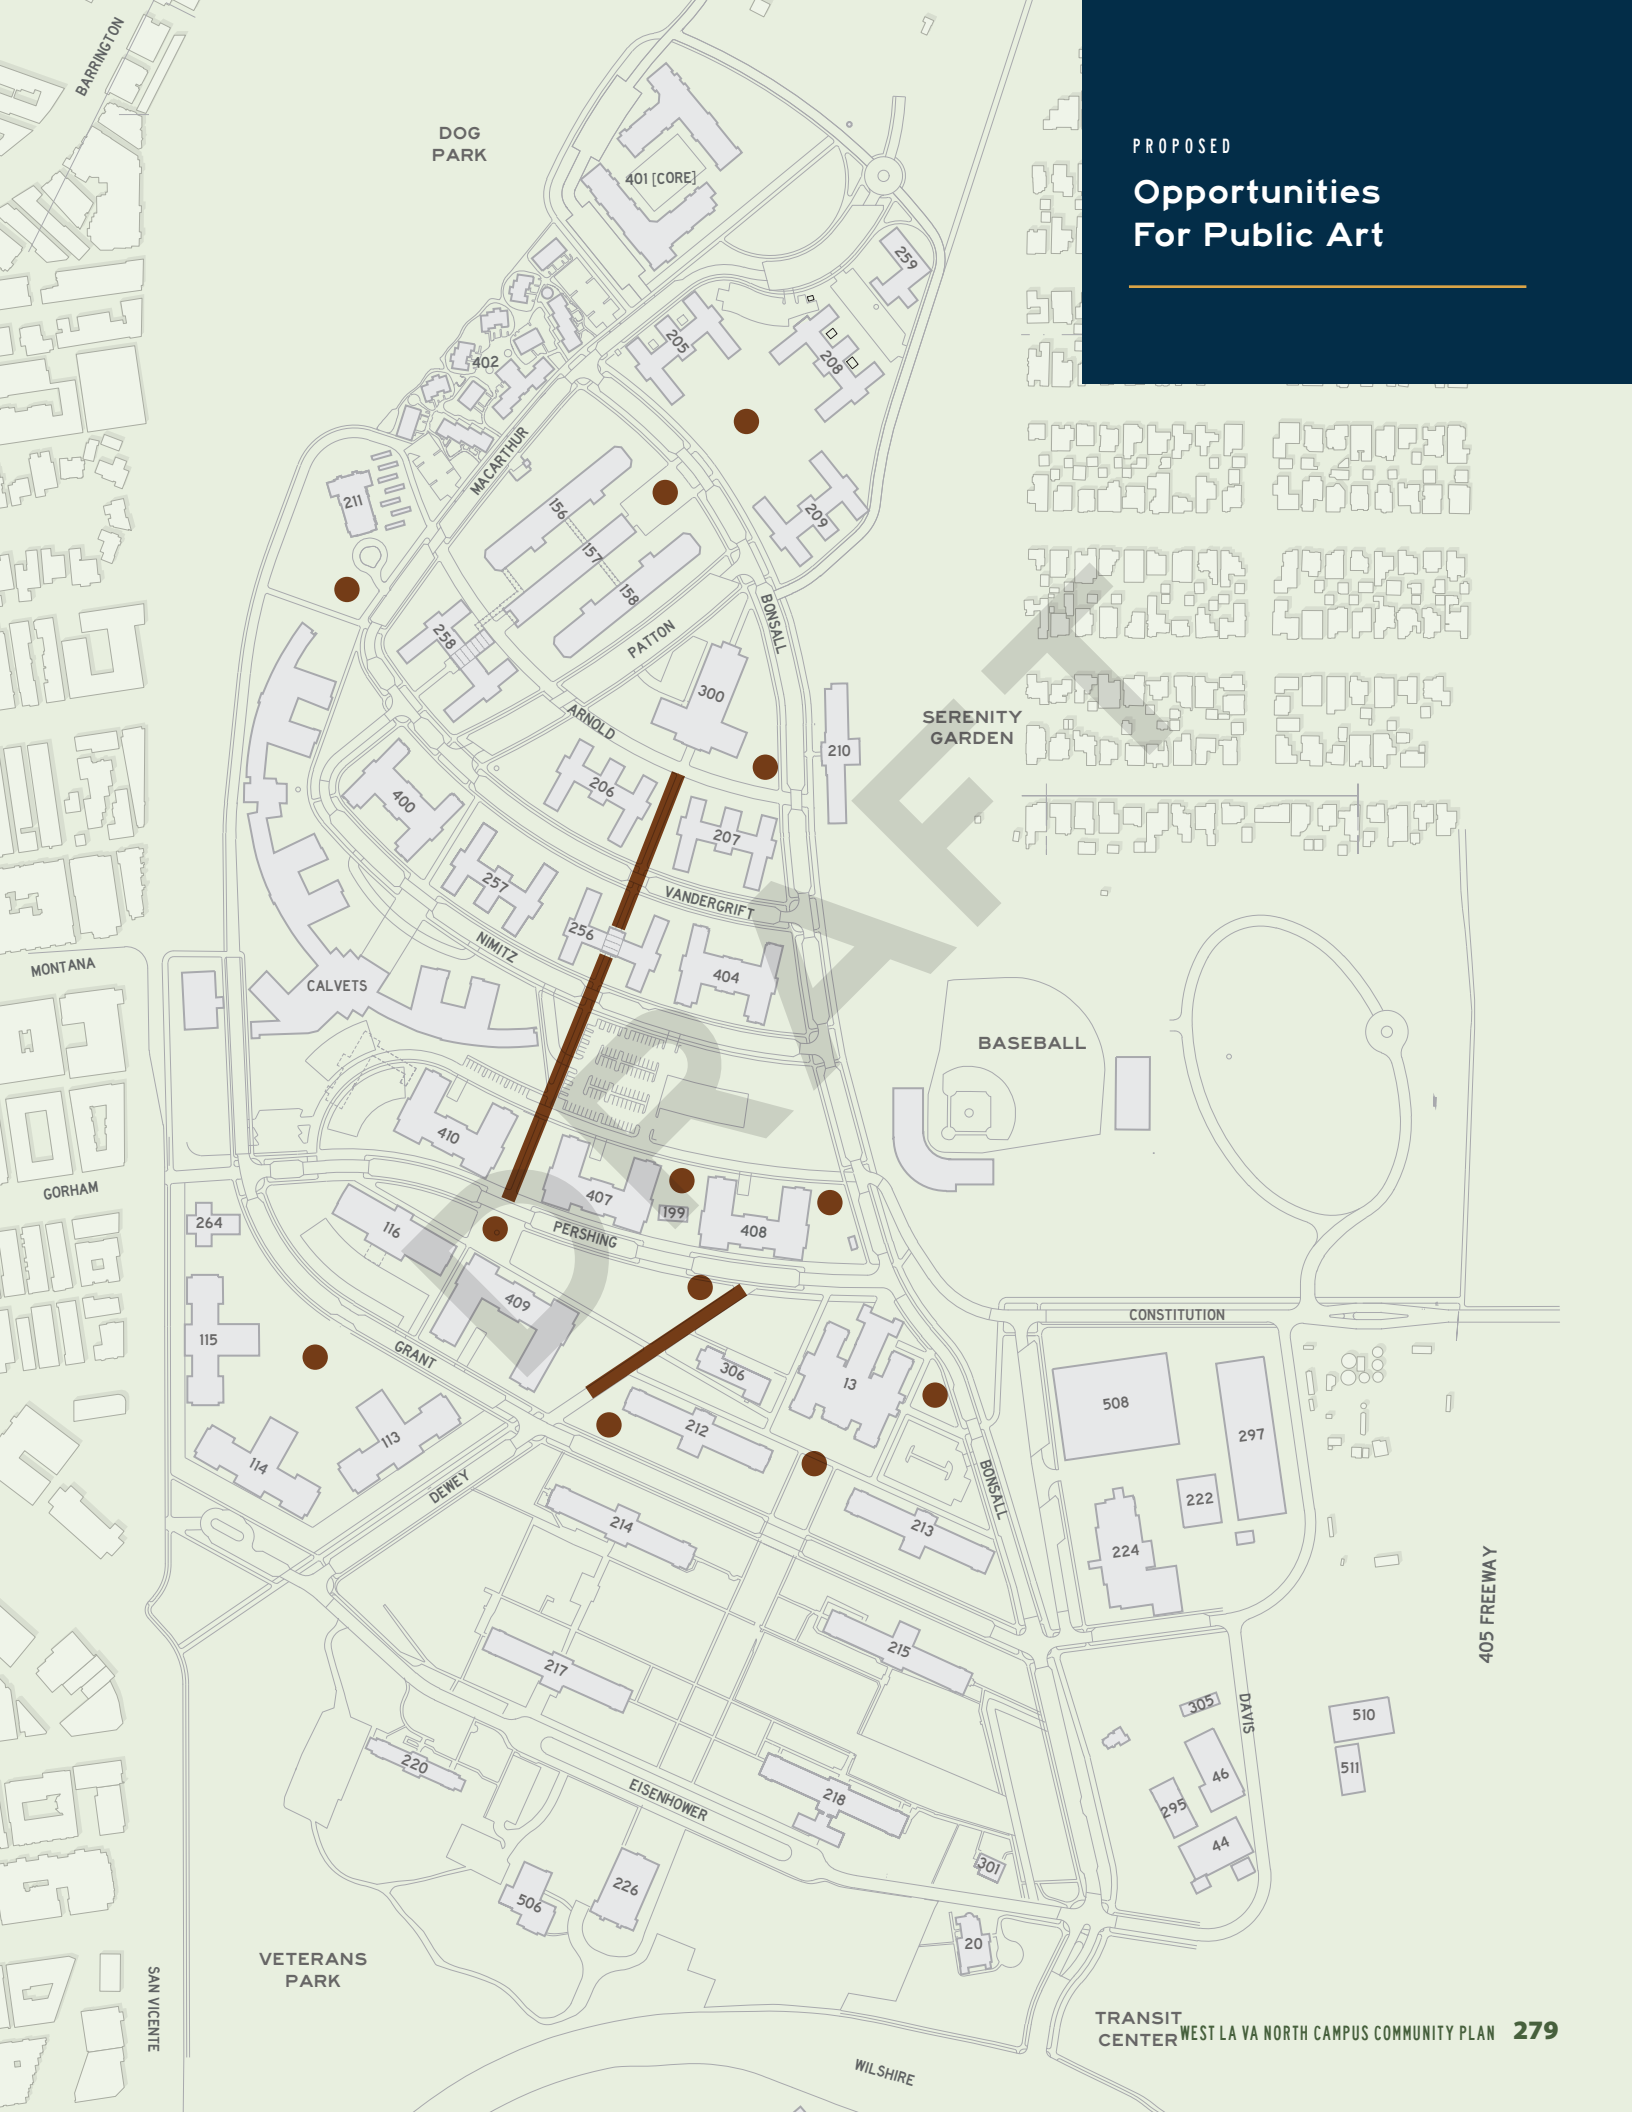 BARRINGTON
DOG
PARK
PROPOSED
Opportunities
For Public Art
401 [CORE]
259
205
208
402
MACARTHUR
211
156
209
157
158
BONSALL
258
PATTON
300
ARNOLD
SERENITY
GARDEN
210
206
400
207
257
VANDERGRIFT
256
NIMITZ
404
MONTANA
CALVETS
BASEBALL
410
GORHAM
407
264
199
116
408
PERSHING
409
CONSTITUTION
115
GRANT
306
13
508
212
297
113
114
DEWEY
BONSALL
222
214
213
224
405 FREEWAY
215
217
305
DAVIS
510
220
46
511
EISENHOWER
218
295
44
301
226
506
20
VETERANS
PARK
SAN VICENTE
TRANSIT
CENTER
WEST LA VA NORTH CAMPUS COMMUNITY PLAN 279
WILSHIRE
DRAFT